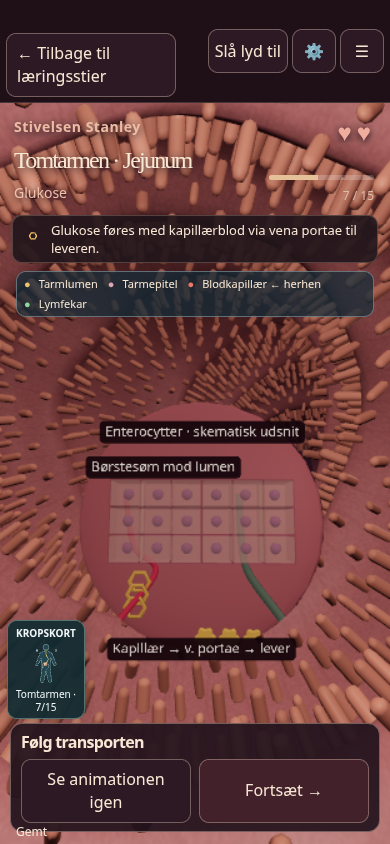 ← Tilbage til
læringsstier
Slå lyd til
Stivelsen Stanley
Tomtarmen · Jejunum
Glukose
7 / 15
Glukose føres med kapillærblod via vena portae til
leveren.
Tarmlumen
Tarmepitel
Blodkapillær ← herhen
Lymfekar
Enterocytter · skematisk udsnit
Børstesøm mod lumen
Kapillær → v. portae → lever
KROPSKORT
Tomtarmen ·
7/15
Følg transporten
Se animationen
igen
Fortsæt →
Gemt